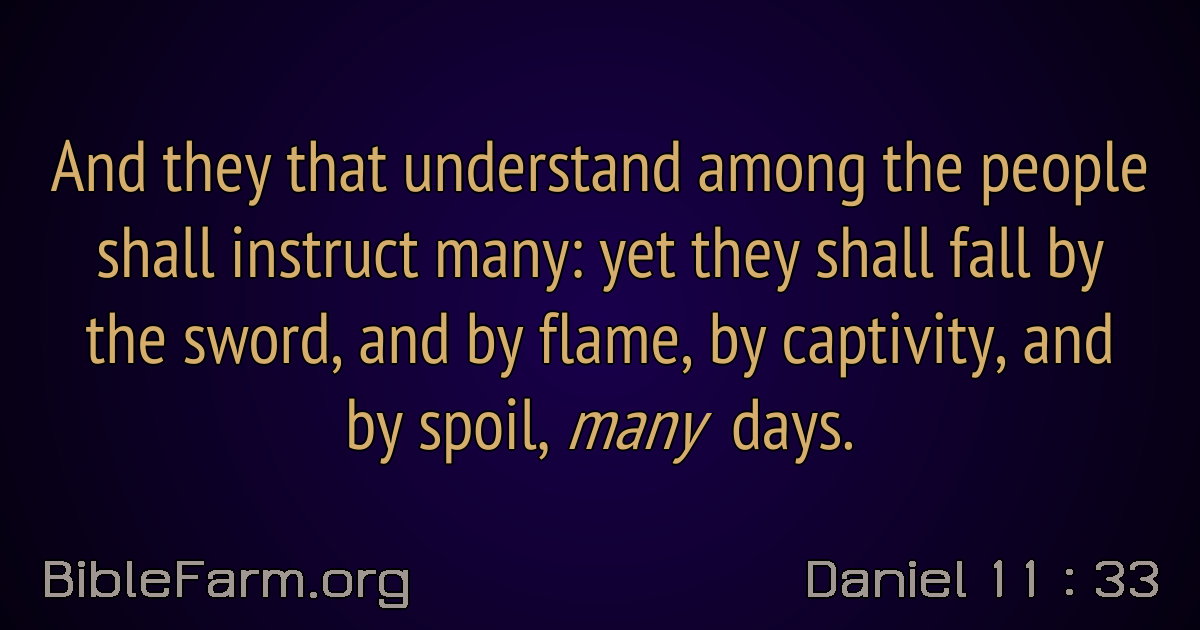 And they that understand among the people
shall instruct many: yet they shall fall by
the sword, and by flame, by captivity, and
by spoil, many days.
BibleFarm.org
Daniel 11 : 33